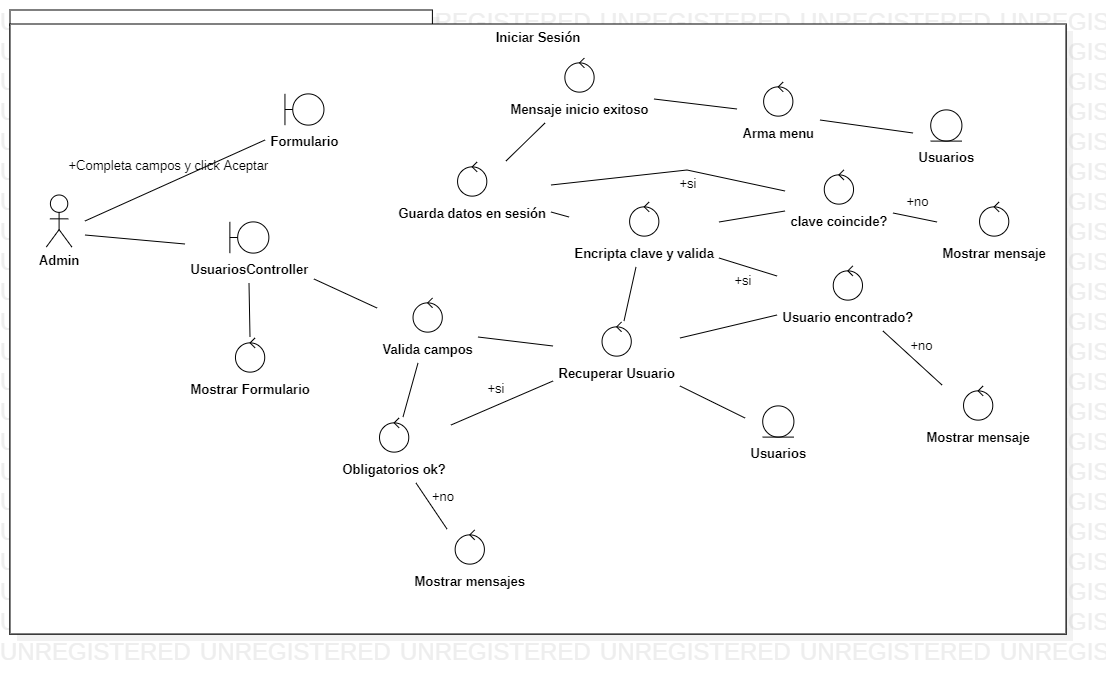 UNREGISTERED UNREGISTERED UNREGISTERED
Iniciar Sesión
Mensaje inicio exitoso
Arma menu
Formulario
Usuarios
+Completa campos y click Aceptar
+si
Guarda datos en sesión
+no
clave coincide?
Admin
UsuariosController
Encripta clave y valida
Mostrar mensaje
+si
Usuario encontrado?
Valida campos
+no
Mostrar Formulario
Recuperar Usuario
+si
Mostrar mensaje
Usuarios
Obligatorios ok?
+no
Mostrar mensajes
UNREGISTERED UNREGISTERED UNREGISTERED UNREGISTERED UNREGISTERED